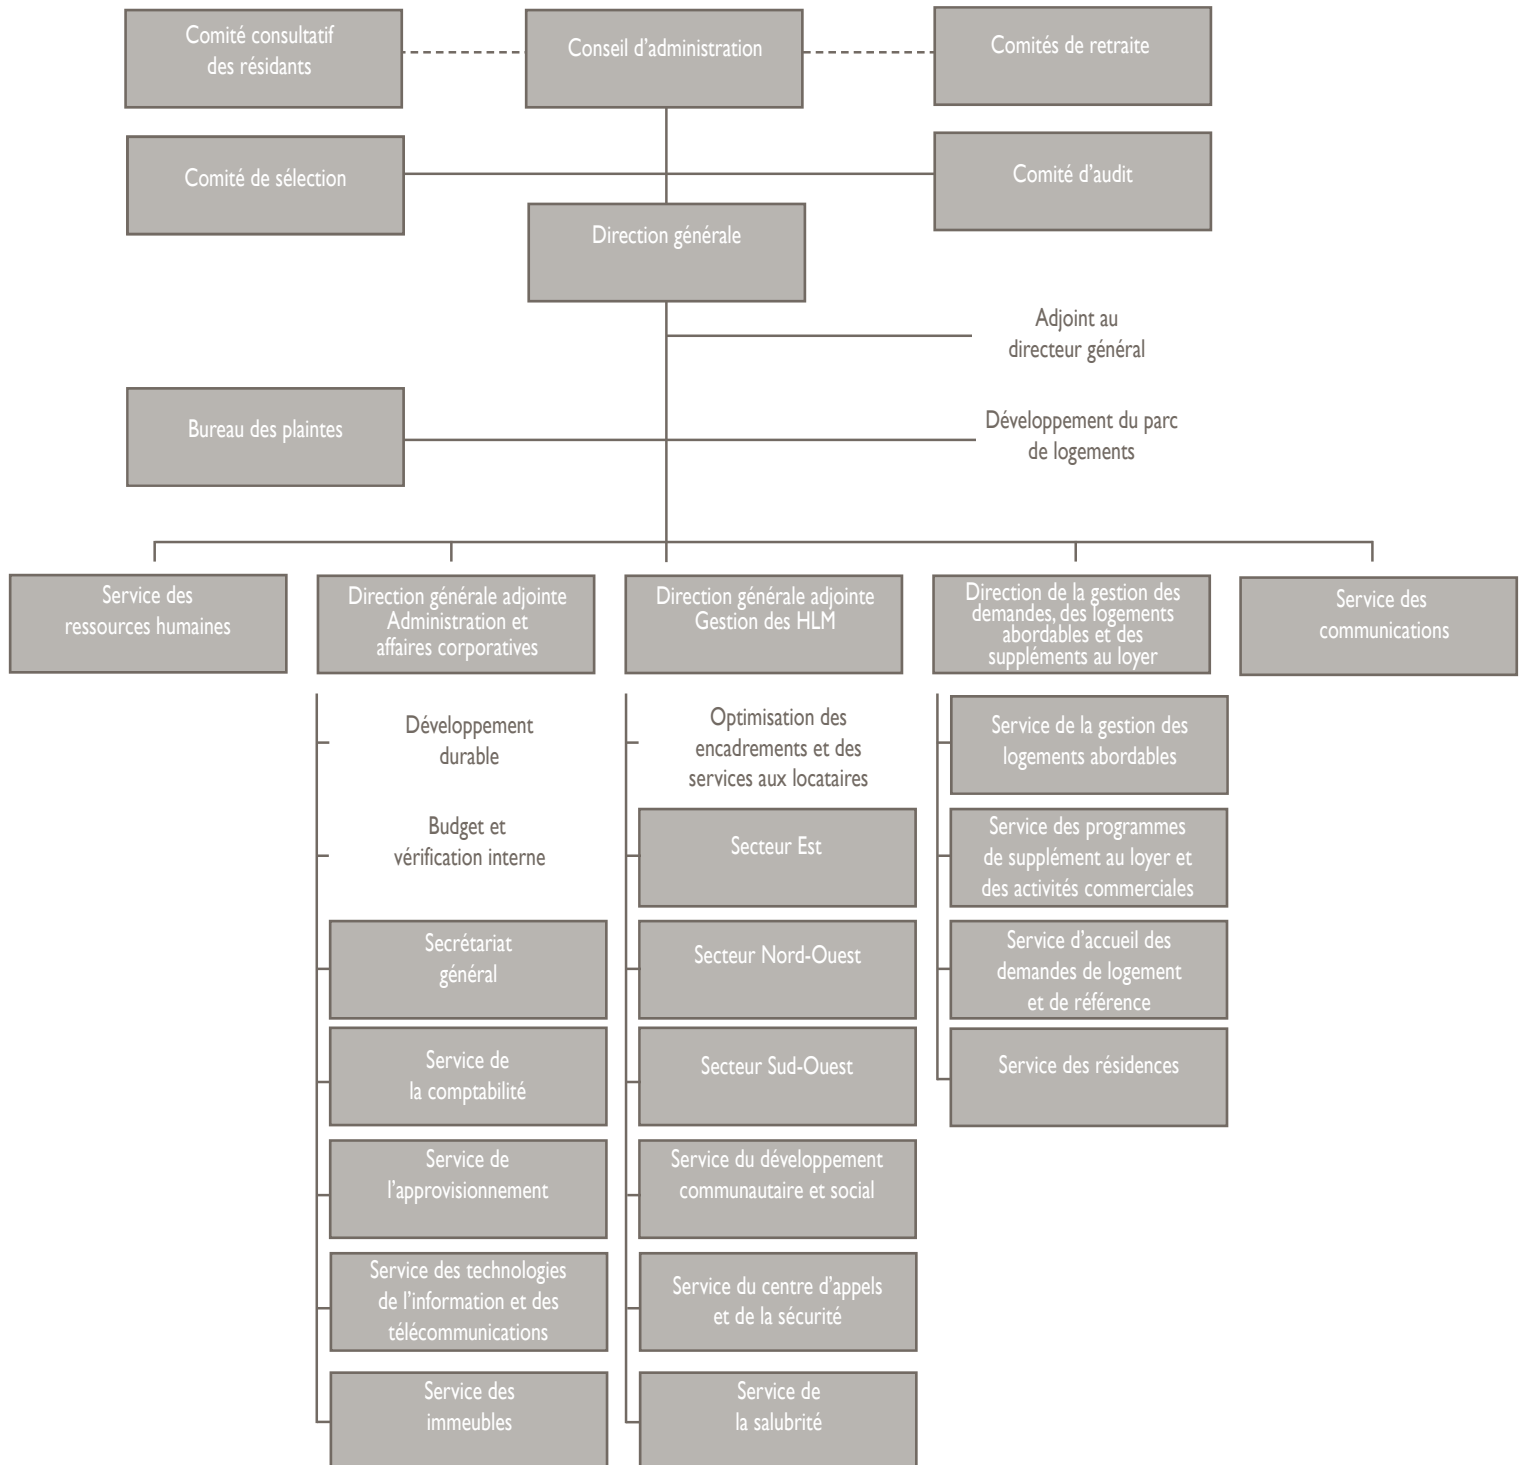 Comité consultatif
des résidants
Conseil d'administration
Comités de retraite
Comité de sélection
Comité d'audit
Direction générale
Adjoint au
directeur général
Bureau des plaintes
Développement du parc
de logements
Service des
ressources humaines
Direction générale adjointe
Administration et
affaires corporatives
Direction générale adjointe
Gestion des HLM
Direction de la gestion des
demandes, des logements
abordables et des
suppléments au loyer
Service des
communications
Développement
durable
Budget et
vérification interne
Secrétariat
général
Service de
la comptabilité
Service de
l'approvisionnement
Service des technologies
de l'information et des
télécommunications
Service des
immeubles
Optimisation des
encadrements et des
services aux locataires
Secteur Est
Secteur Nord-Ouest
Secteur Sud-Ouest
Service du développement
communautaire et social
Service du centre d'appels
et de la sécurité
Service de
la salubrité
Service de la gestion des
logements abordables
Service des programmes
de supplément au loyer et
des activités commerciales
Service d'accueil des
demandes de logement
et de référence
Service des résidences